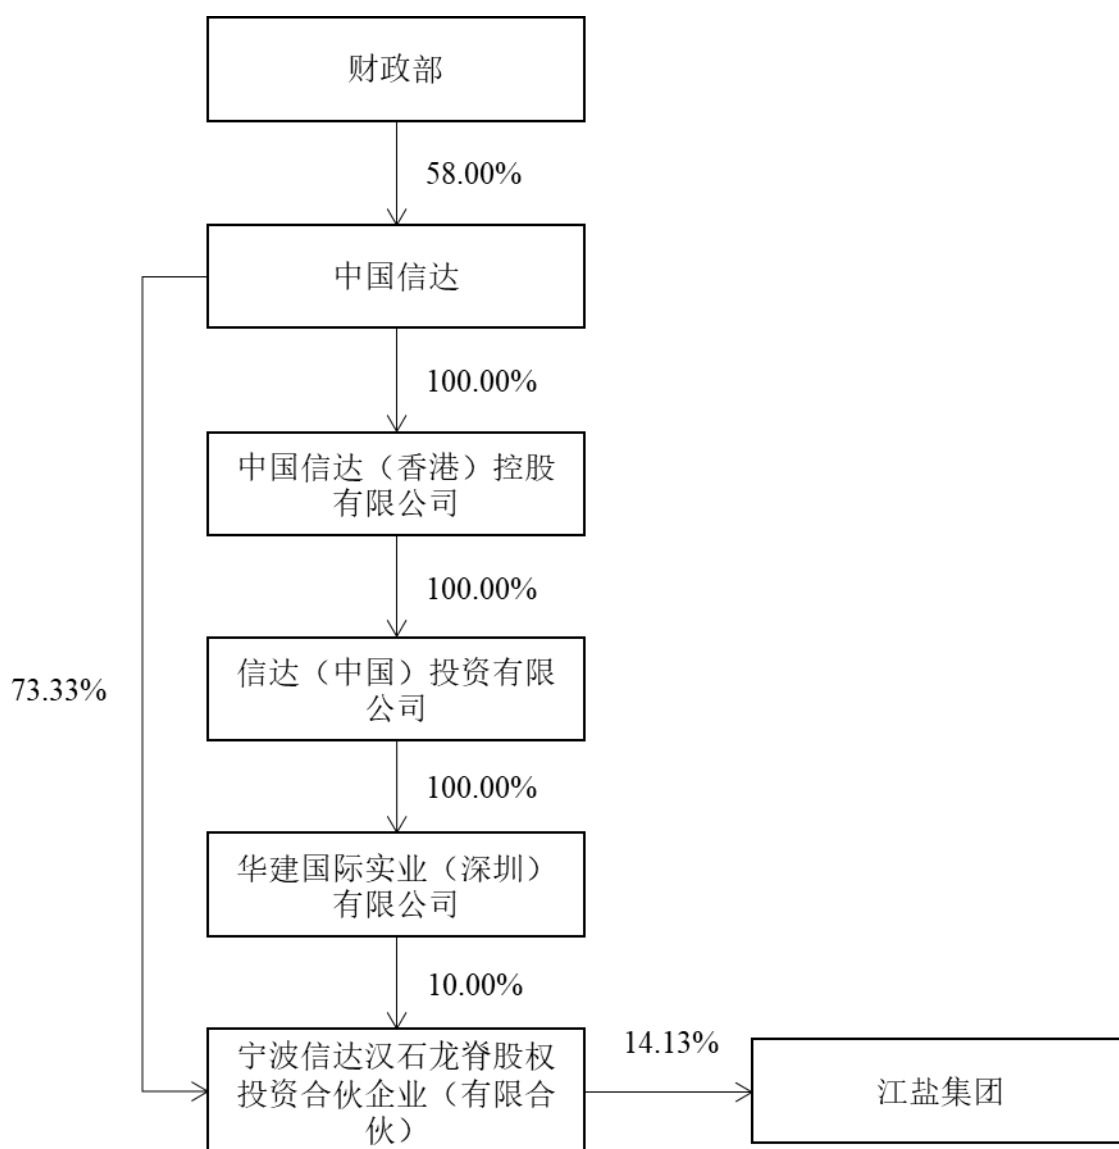 财政部
58.00%
中国信达
100.00%
中国信达（香港）控股
有限公司
100.00%
信达（中国）投资有限
公司
73.33%
100.00%
华建国际实业（深圳）
有限公司
10.00%
宁波信达汉石龙脊股权
投资合伙企业（有限合
伙）
14.13%
江盐集团